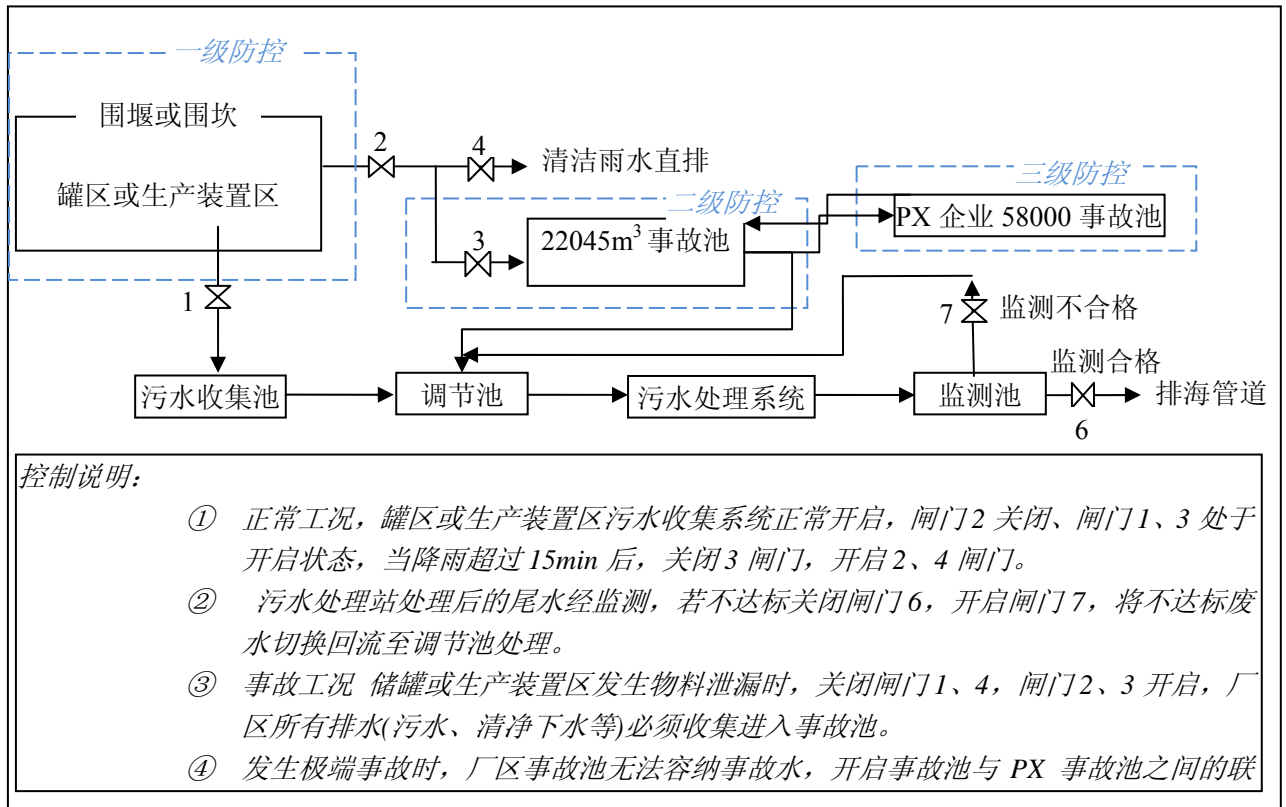 一级防控
围堰或围坎
2
4
清洁雨水直排
三级防控
罐区或生产装置区
二级防控
PX 企业 58000 事故池
3
22045m³ 事故池
1
7
监测不合格
监测合格
污水收集池
调节池
污水处理系统
监测池
排海管道
6
控制说明：
① 正常工况，罐区或生产装置区污水收集系统正常开启，闸门 2 关闭、闸门 1、3 处于
开启状态，当降雨超过 15min 后，关闭 3 闸门，开启 2、4 闸门。
② 污水处理站处理后的尾水经监测，若不达标关闭闸门 6，开启闸门 7，将不达标废
水切换回流至调节池处理。
③ 事故工况 储罐或生产装置区发生物料泄漏时，关闭闸门 1、4，闸门 2、3 开启，厂
区所有排水(污水、清净下水等)必须收集进入事故池。
④ 发生极端事故时，厂区事故池无法容纳事故水，开启事故池与 PX 事故池之间的联